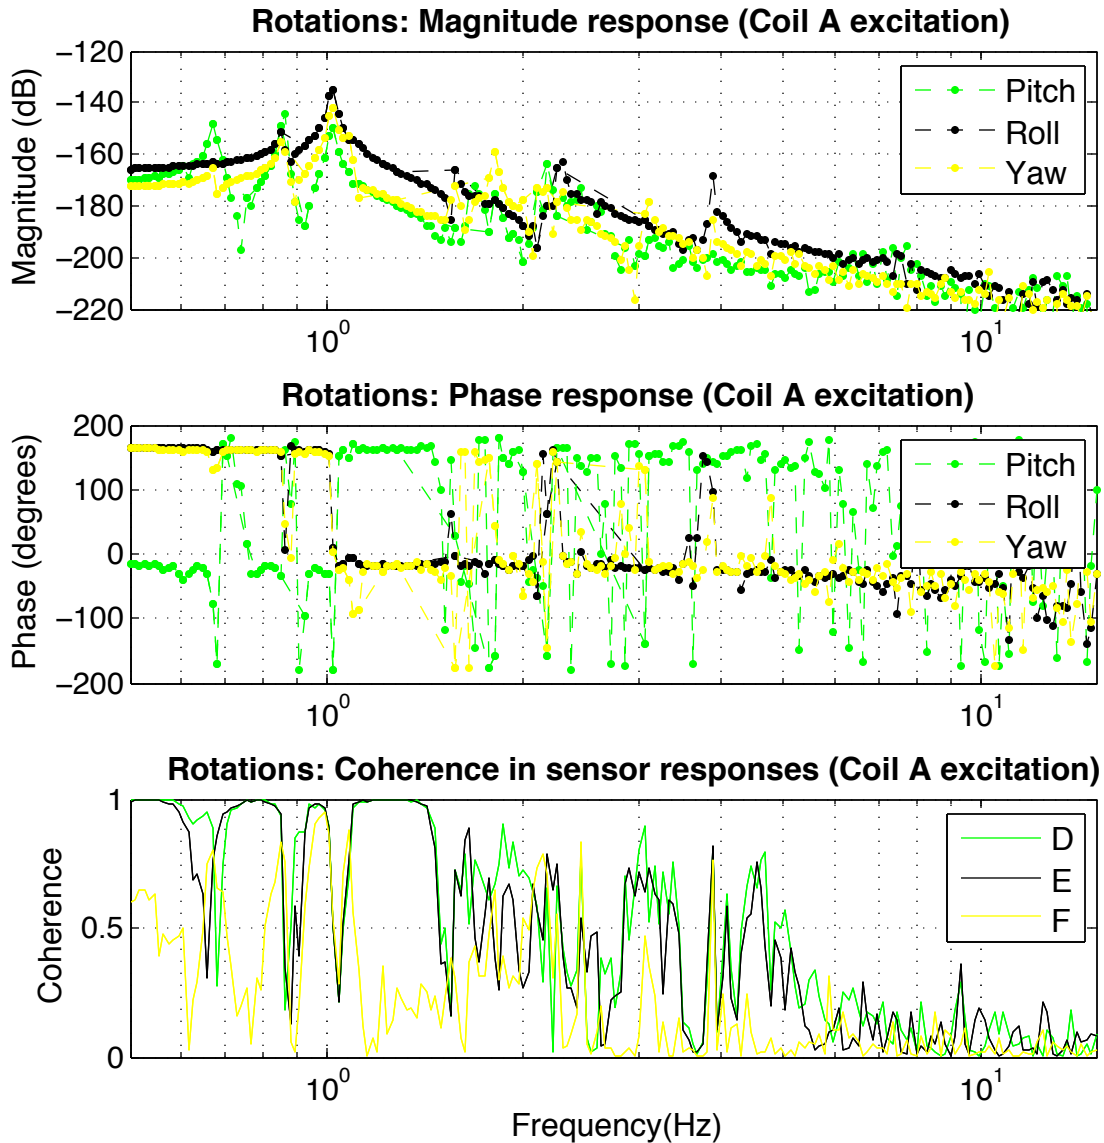 Rotations: Magnitude response (Coil A excitation)
Magnitude (dB)
−120
−140
−160
−180
−200
−220
Pitch
Roll
Yaw
10^0
10^1
Rotations: Phase response (Coil A excitation)
Phase (degrees)
200
100
0
−100
−200
Pitch
Roll
Yaw
10^0
10^1
Rotations: Coherence in sensor responses (Coil A excitation)
Coherence
1
0.5
0
D
E
F
10^0
10^1
Frequency(Hz)